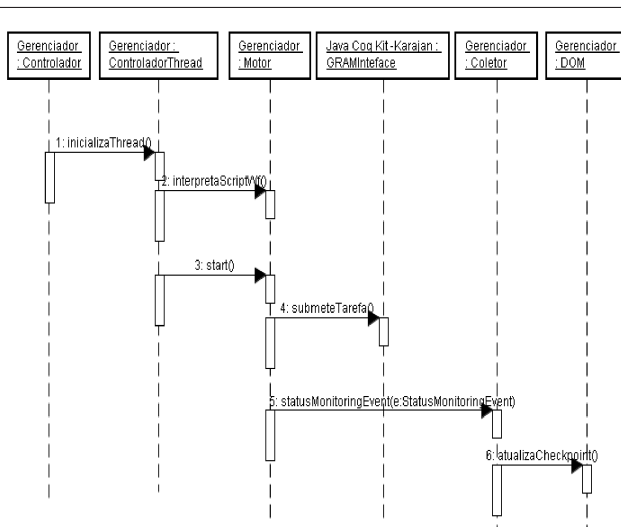 Gerenciador
: Controlador
Gerenciador :
ControladorThread
Gerenciador
: Motor
Java Cog Kit-Karajan :
GRAMInteface
Gerenciador
: Coletor
Gerenciador
: DOM
1: inicializaThread()
2: interpretaScriptWf()
3: start()
4: submeteTarefa()
5: statusMonitoringEvent(e:StatusMonitoringEvent)
6: atualizaCheckpoint()